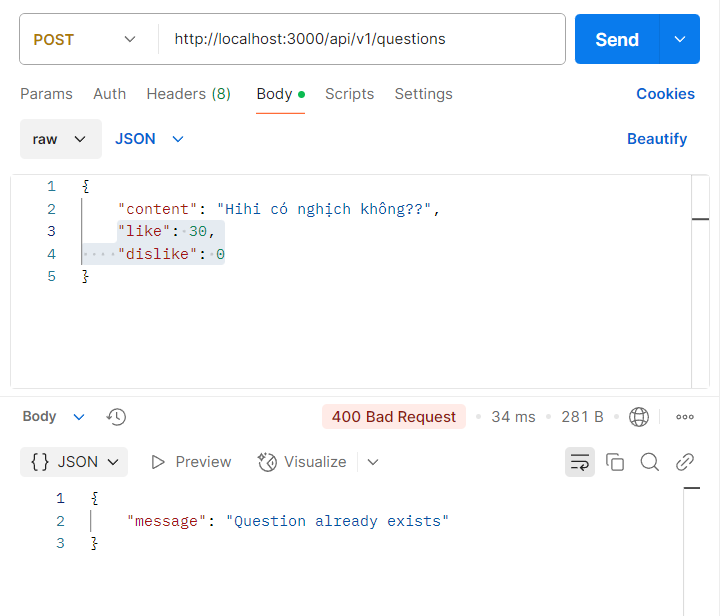 POST http://localhost:3000/api/v1/questions Send
Params Auth Headers (8) Body Scripts Settings Cookies
raw JSON Beautify
1 {
2 "content": "Hihi có nghịch không??",
3 "like": 30,
4 "dislike": 0
5 }
Body 400 Bad Request 34 ms 281 B
{} JSON Preview Visualize
1 {
2 "message": "Question already exists"
3 }